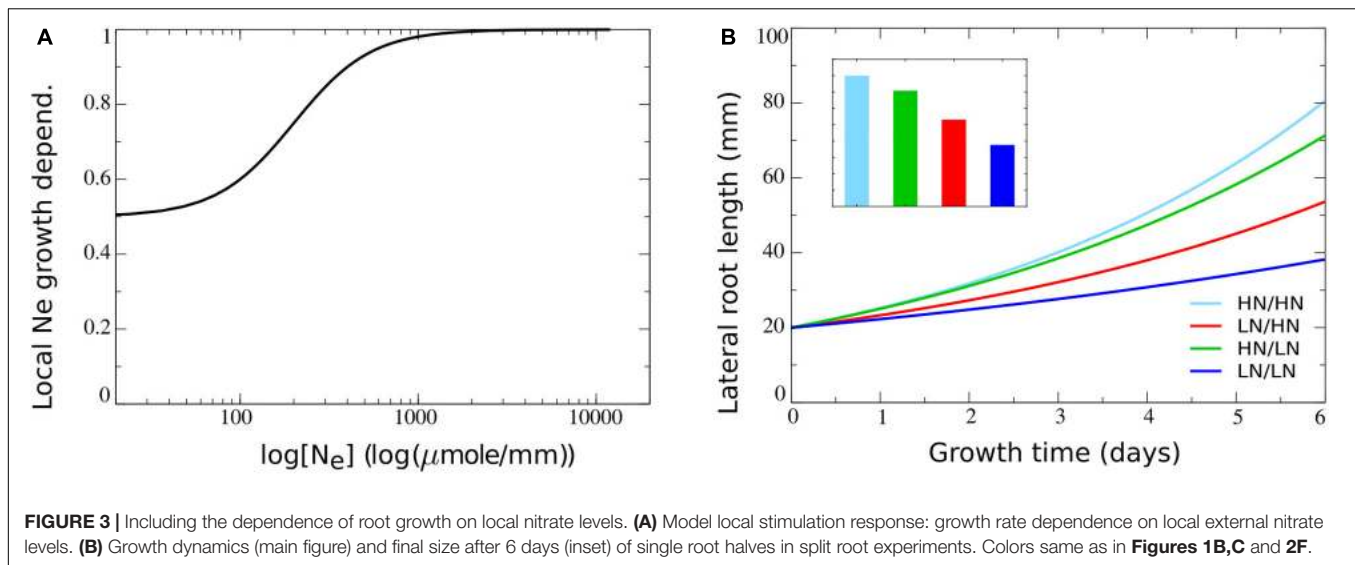 A
1
0.8
0.6
0.4
0.2
0
100
1000
10000
Local Ne growth depend.
log[Ne] (log(μmole/mm))
B
100
80
60
40
20
0
0
1
2
3
4
5
6
Lateral root length (mm)
Growth time (days)
HN/HN
LN/HN
HN/LN
LN/LN
FIGURE 3 | Including the dependence of root growth on local nitrate levels. (A) Model local stimulation response: growth rate dependence on local external nitrate
levels. (B) Growth dynamics (main figure) and final size after 6 days (inset) of single root halves in split root experiments. Colors same as in Figures 1B,C and 2F.